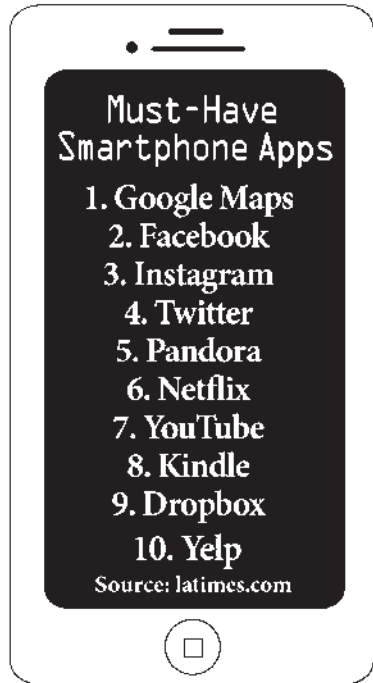 Must-Have
Smartphone Apps
1. Google Maps
2. Facebook
3. Instagram
4. Twitter
5. Pandora
6. Netflix
7. YouTube
8. Kindle
9. Dropbox
10. Yelp
Source: latimes.com